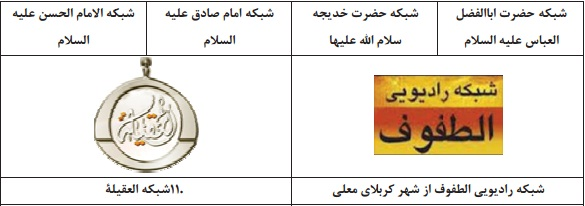 شبکه حضرت اباالفضل
العباس علیه السلام
شبکه حضرت خدیجه
سلام الله علیها
شبکه امام صادق علیه
السلام
شبکه الامام الحسن علیه
السلام
شبکه رادیویی
الطفوف
العقيلة
شبکه رادیویی الطفوف از شهر کربلای معلی
۱۱.شبکه العقیلة